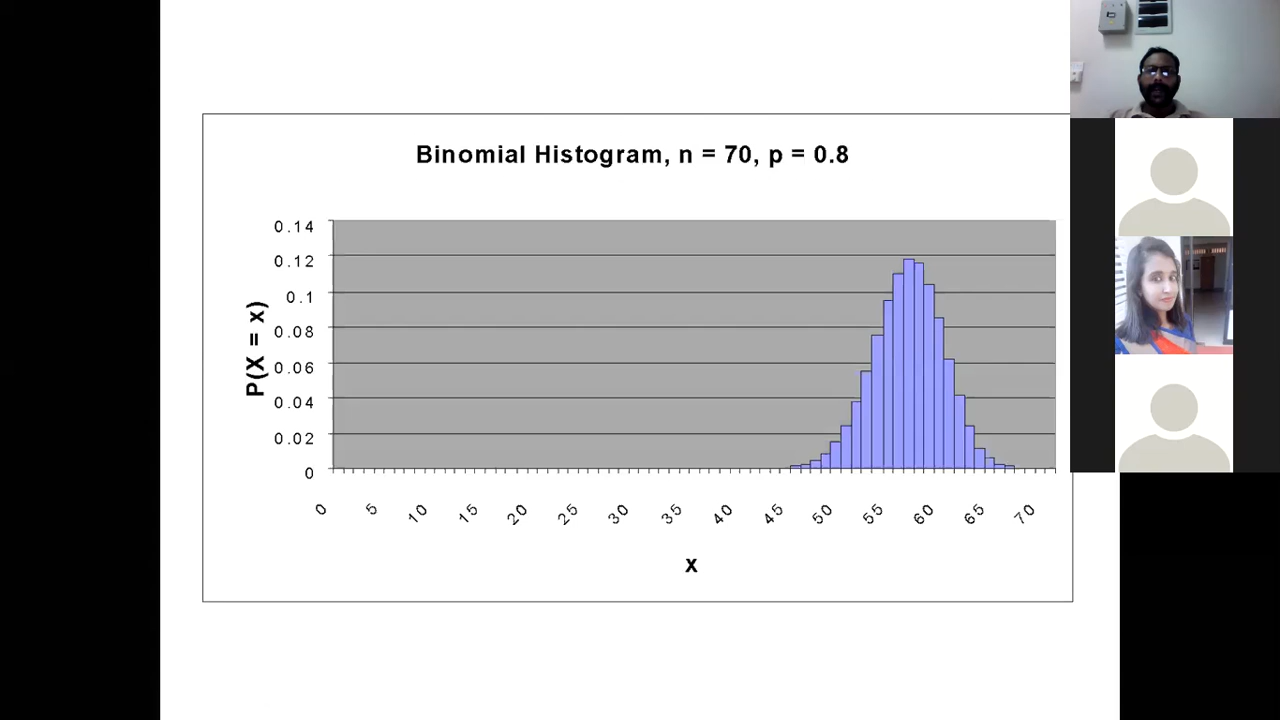 Binomial Histogram, n = 70, p = 0.8
0.14
0.12
0.1
0.08
0.06
0.04
0.02
0
P(X = x)
0 5 10 15 20 25 30 35 40 45 50 55 60 65 70
x